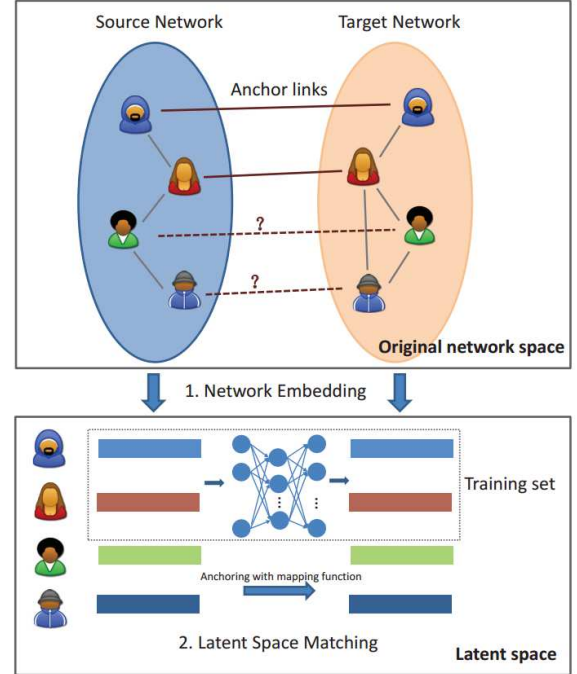 Source Network
Target Network
Anchor links
?
?
Original network space
1. Network Embedding
Training set
Anchoring with mapping function
2. Latent Space Matching
Latent space